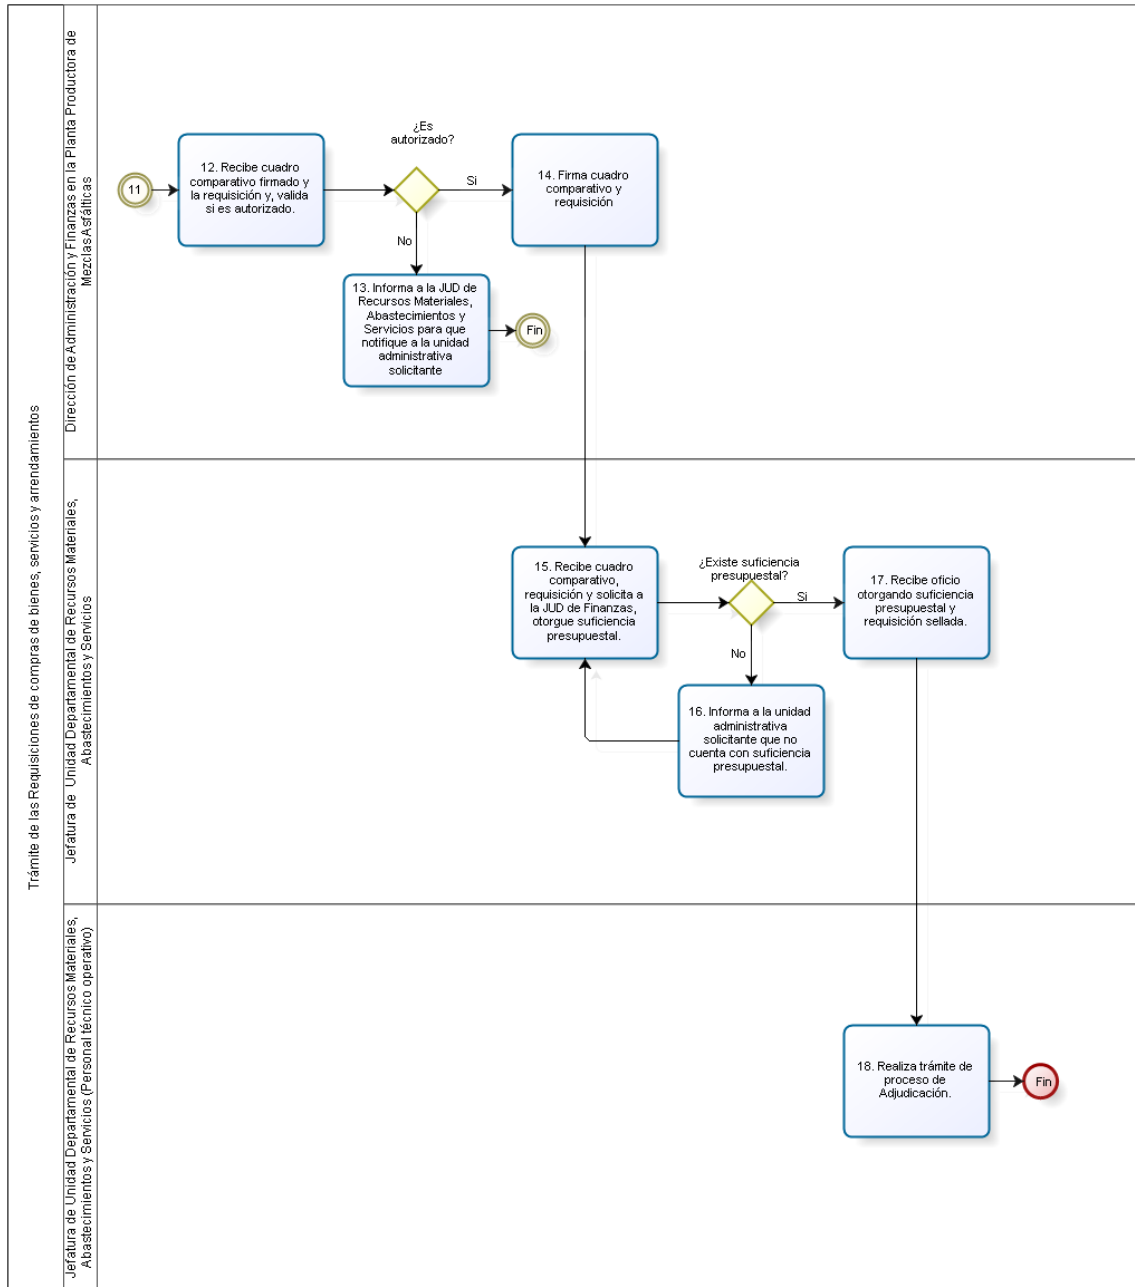 Trámite de las Requisiciones de compras de bienes, servicios y arrendamientos
Dirección de Administración y Finanzas en la Planta Productora de
Mezclas Asfálticas
11
12. Recibe cuadro
comparativo firmado y
la requisición y, valida
si es autorizado.
¿Es
autorizado?
Si
No
14. Firma cuadro
comparativo y
requisición
13. Informa a la JUD de
Recursos Materiales,
Abastecimientos y
Servicios para que
notifique a la unidad
administrativa
solicitante
Fin
Jefatura de Unidad Departamental de Recursos Materiales,
Abastecimientos y Servicios
15. Recibe cuadro
comparativo,
requisición y solicita a
la JUD de Finanzas,
otorgue suficiencia
presupuestal.
¿Existe suficiencia
presupuestal?
Si
No
17. Recibe oficio
otorgando suficiencia
presupuestal y
requisición sellada.
16. Informa a la unidad
administrativa
solicitante que no
cuenta con suficiencia
presupuestal.
Jefatura de Unidad Departamental de Recursos Materiales,
Abastecimientos y Servicios (Personal técnico operativo)
18. Realiza trámite de
proceso de
Adjudicación.
Fin